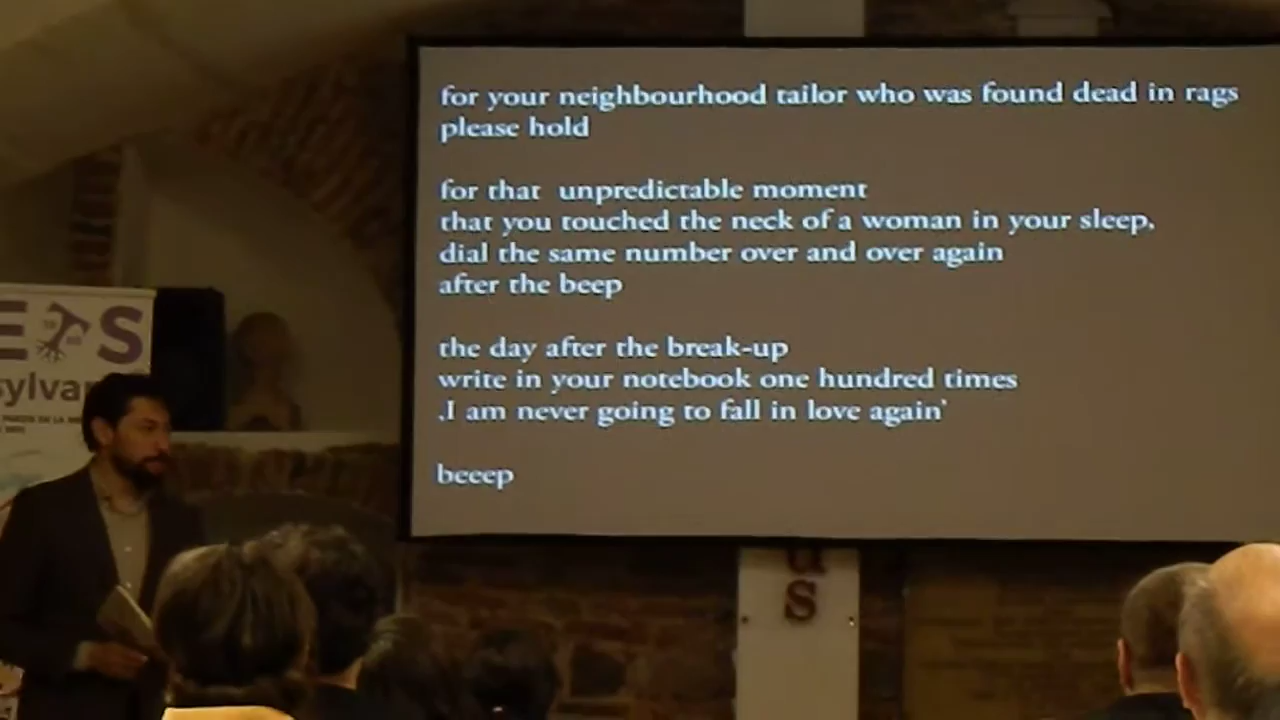 for your neighbourhood tailor who was found dead in rags
please hold
for that unpredictable moment
that you touched the neck of a woman in your sleep,
dial the same number over and over again
after the beep
the day after the break-up
write in your notebook one hundred times
,I am never going to fall in love again'
beeep
E S
sylvan
us